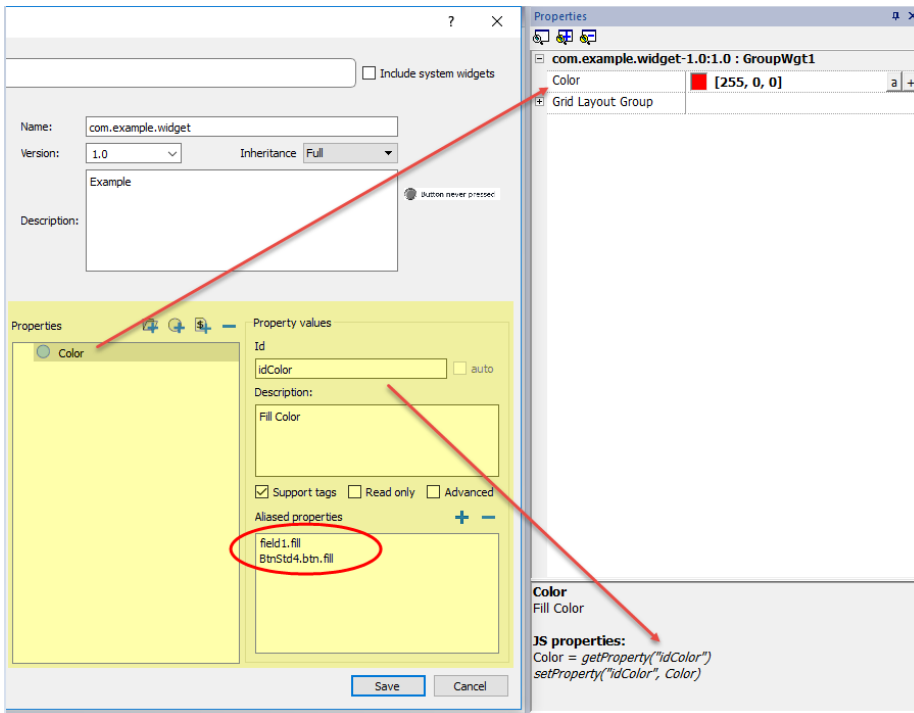 ?
Include system widgets
Name:
com.example.widget
Version:
1.0
Inheritance
Full
Description:
Example
Button never pressed
Properties
Color
Property values
Id
idColor
auto
Description:
Fill Color
Support tags
Read only
Advanced
Aliased properties
field1.fill
BtnStd4.btn.fill
Save
Cancel
Properties
com.example.widget-1.0:1.0 : GroupWgt1
Color
[255, 0, 0]
a
+
Grid Layout Group
Color
Fill Color
JS properties:
Color = getProperty("idColor")
setProperty("idColor", Color)